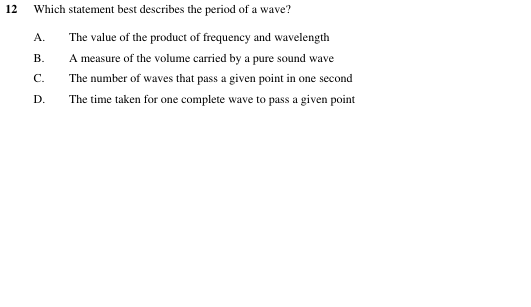 12 Which statement best describes the period of a wave?
A. The value of the product of frequency and wavelength
B. A measure of the volume carried by a pure sound wave
C. The number of waves that pass a given point in one second
D. The time taken for one complete wave to pass a given point